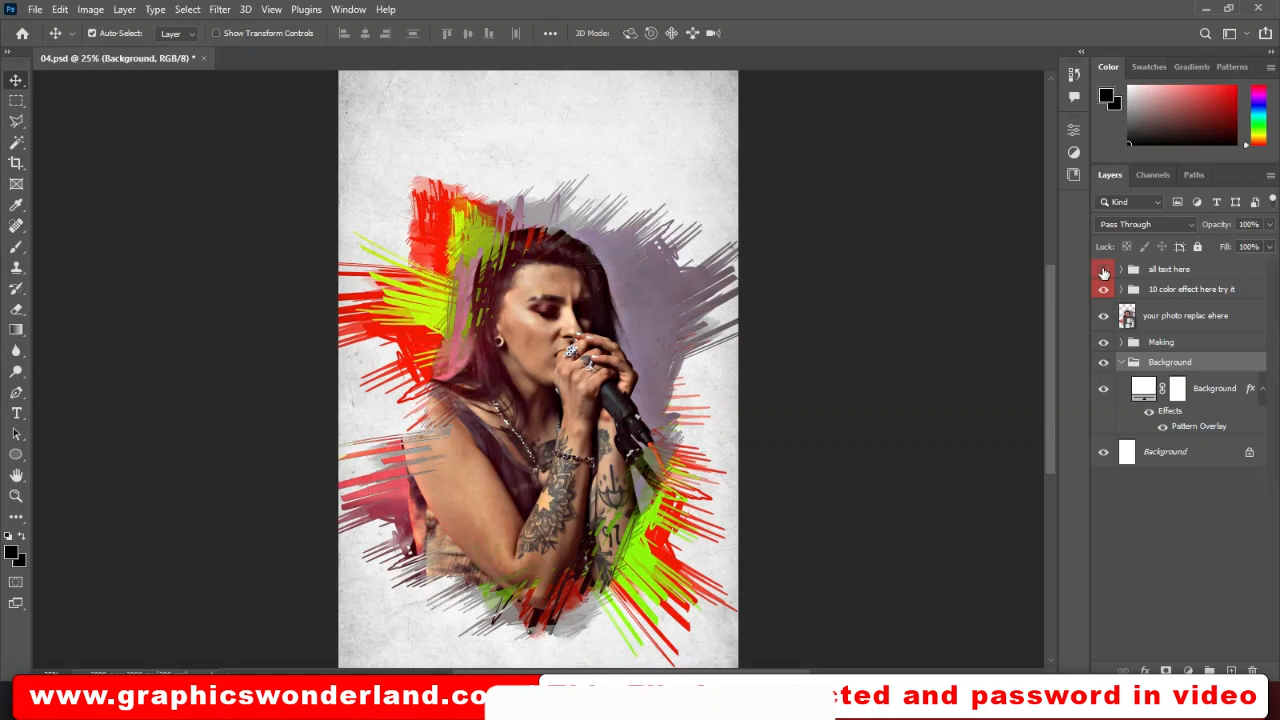 File Edit Image Layer Type Select Filter 3D View Plugins Window Help
Auto-Select: Layer Show Transform Controls 3D Mode:
04.psd @ 25% (Background, RGB/8) * ×
Color Swatches Gradients Patterns
Layers Channels Paths
Kind
Pass Through Opacity: 100%
Lock: Fill: 100%
all text here
10 color effect here try it
your photo replac ehere
Making
Background
Background fx
Effects
Pattern Overlay
Background
www.graphicswonderland.co and password in video